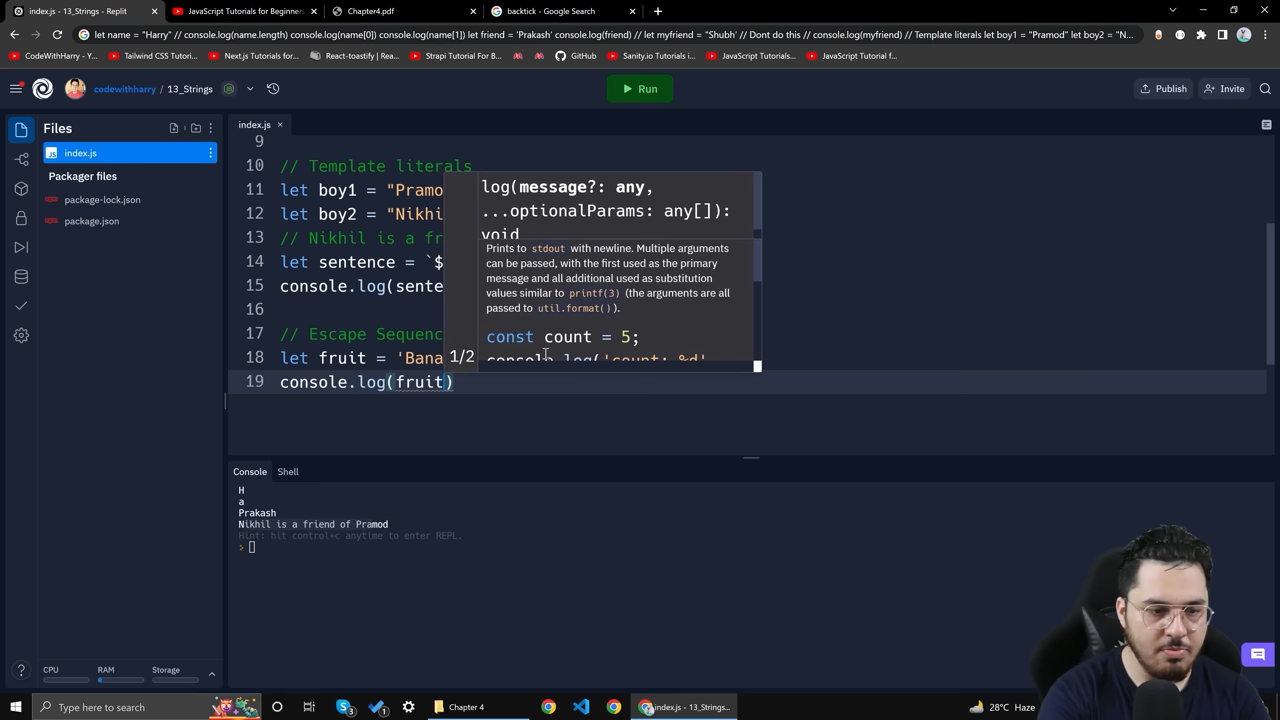 index.js - 13_Strings - Replit
JavaScript Tutorials for Beginner
Chapter4.pdf
backtick - Google Search
let name = "Harry" // console.log(name.length) console.log(name[0]) console.log(name[1]) let friend = 'Prakash' console.log(friend) let myfriend = "Shubh' // Dont do this // console.log(myfriend) // Template literals let boy1 = "Pramod" let boy2 = "N...
CodeWithHarry - Y...
Tailwind CSS Tutori...
Next.js Tutorials for...
React-toastify | Rea...
Strapi Tutorial For B...
GitHub
Sanity.io Tutorials i...
JavaScript Tutorials...
JavaScript Tutorial f...
codewithharry / 13_Strings
Run
Publish
Invite
Files
index.js
Packager files
package-lock.json
package.json
index.js
9
10 // Template literals
11 let boy1 = "Pramo
12 let boy2 = "Nikhi
13 // Nikhil is a fr
14 let sentence = `$
15 console.log(sente
16
17 // Escape Sequenc
18 let fruit = 'Bana
19 console.log(fruit)
log(message?: any,
...optionalParams: any[]):
void
Prints to stdout with newline. Multiple arguments
can be passed, with the first used as the primary
message and all additional used as substitution
values similar to printf(3) (the arguments are all
passed to util.format()).
const count = 5;
console.log('count: %d'
1/2
Console
Shell
H
a
Prakash
Nikhil is a friend of Pramod
Hint: hit control+c anytime to enter REPL.
>
CPU
RAM
Storage
Type here to search
Chapter 4
index.js - 13_Strings...
28°C Haze